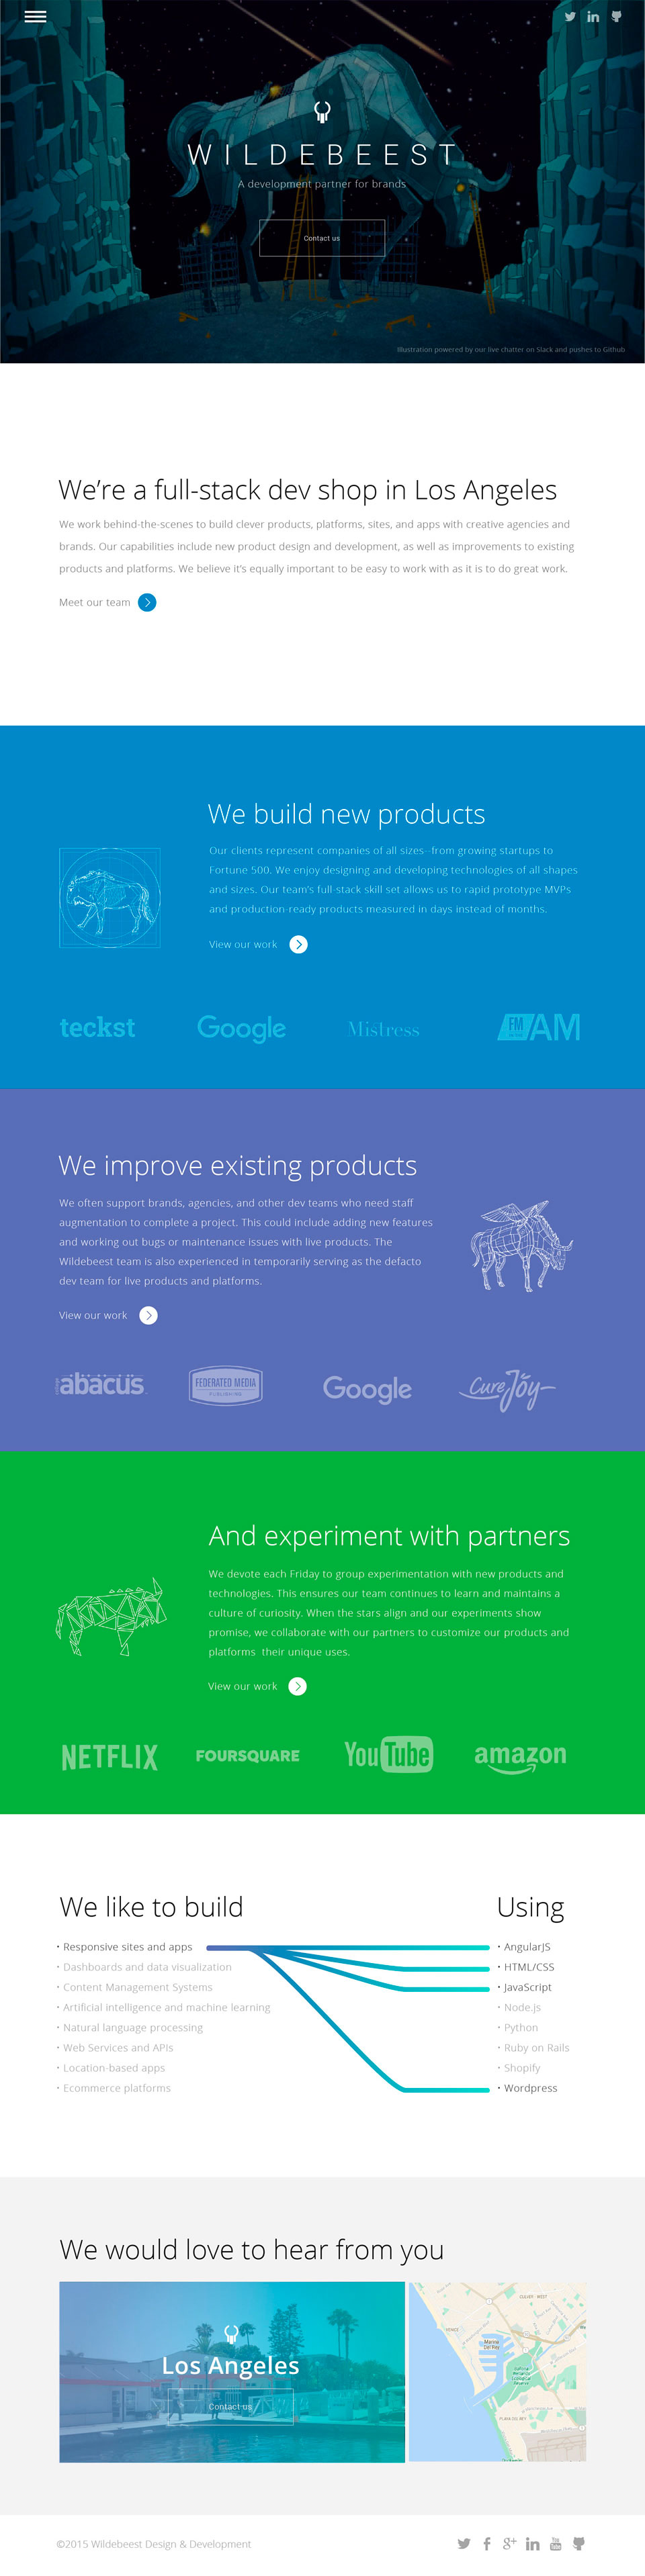 WILDEBEEST
A development partner for brands
Contact us
Illustration powered by our live chatter on Slack and pushes to Github
We're a full-stack dev shop in Los Angeles
We work behind-the-scenes to build clever products, platforms, sites, and apps with creative agencies and
brands. Our capabilities include new product design and development, as well as improvements to existing
products and platforms. We believe it's equally important to be easy to work with as it is to do great work.
Meet our team
We build new products
Our clients represent companies of all sizes--from growing startups to
Fortune 500. We enjoy designing and developing technologies of all shapes
and sizes. Our team's full-stack skill set allows us to rapid prototype MVPs
and production-ready products measured in days instead of months.
View our work
teckst
Google
Mistress
FM
AM
We improve existing products
We often support brands, agencies, and other dev teams who need staff
augmentation to complete a project. This could include adding new features
and working out bugs or maintenance issues with live products. The
Wildebeest team is also experienced in temporarily serving as the defacto
dev team for live products and platforms.
View our work
abacus
FEDERATED MEDIA
PUBLISHING
Google
CureJoy
And experiment with partners
We devote each Friday to group experimentation with new products and
technologies. This ensures our team continues to learn and maintains a
culture of curiosity. When the stars align and our experiments show
promise, we collaborate with our partners to customize our products and
platforms  their unique uses.
View our work
NETFLIX
FOURSQUARE
YouTube
amazon
We like to build
• Responsive sites and apps
• Dashboards and data visualization
• Content Management Systems
• Artificial intelligence and machine learning
• Natural language processing
• Web Services and APIs
• Location-based apps
• Ecommerce platforms
Using
• AngularJS
• HTML/CSS
• JavaScript
• Node.js
• Python
• Ruby on Rails
• Shopify
• Wordpress
We would love to hear from you
Los Angeles
Contact us
CULVER WEST
VENICE
Marina
Del Rey
Ballona
Wetlands
Ecological
Reserve
PLAYA DEL REY
©2015 Wildebeest Design & Development